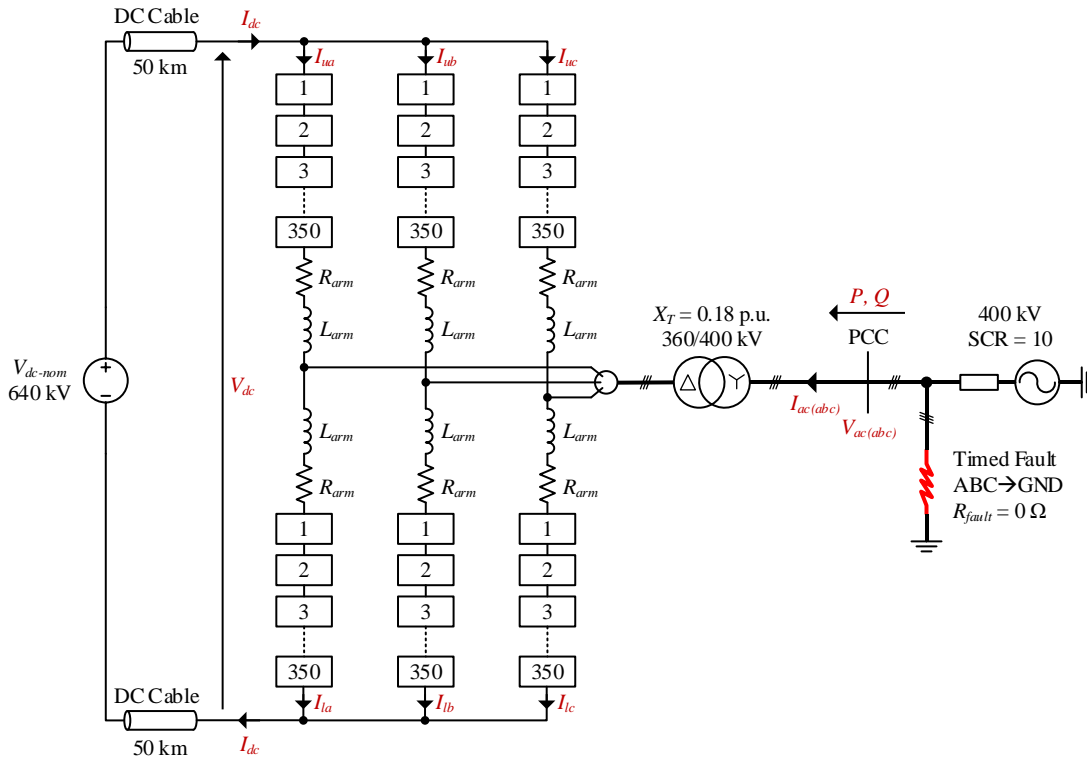 DC Cable
50 km
I_dc
I_ua
I_ub
I_uc
1
1
1
2
2
2
3
3
3
350
350
350
R_arm
R_arm
R_arm
L_arm
L_arm
L_arm
V_dc-nom
640 kV
V_dc
X_T = 0.18 p.u.
360/400 kV
P, Q
PCC
400 kV
SCR = 10
I_ac(abc)
V_ac(abc)
Timed Fault
ABC→GND
R_fault = 0 Ω
L_arm
L_arm
L_arm
R_arm
R_arm
R_arm
1
1
1
2
2
2
3
3
3
350
350
350
I_la
I_lb
I_lc
DC Cable
50 km
I_dc